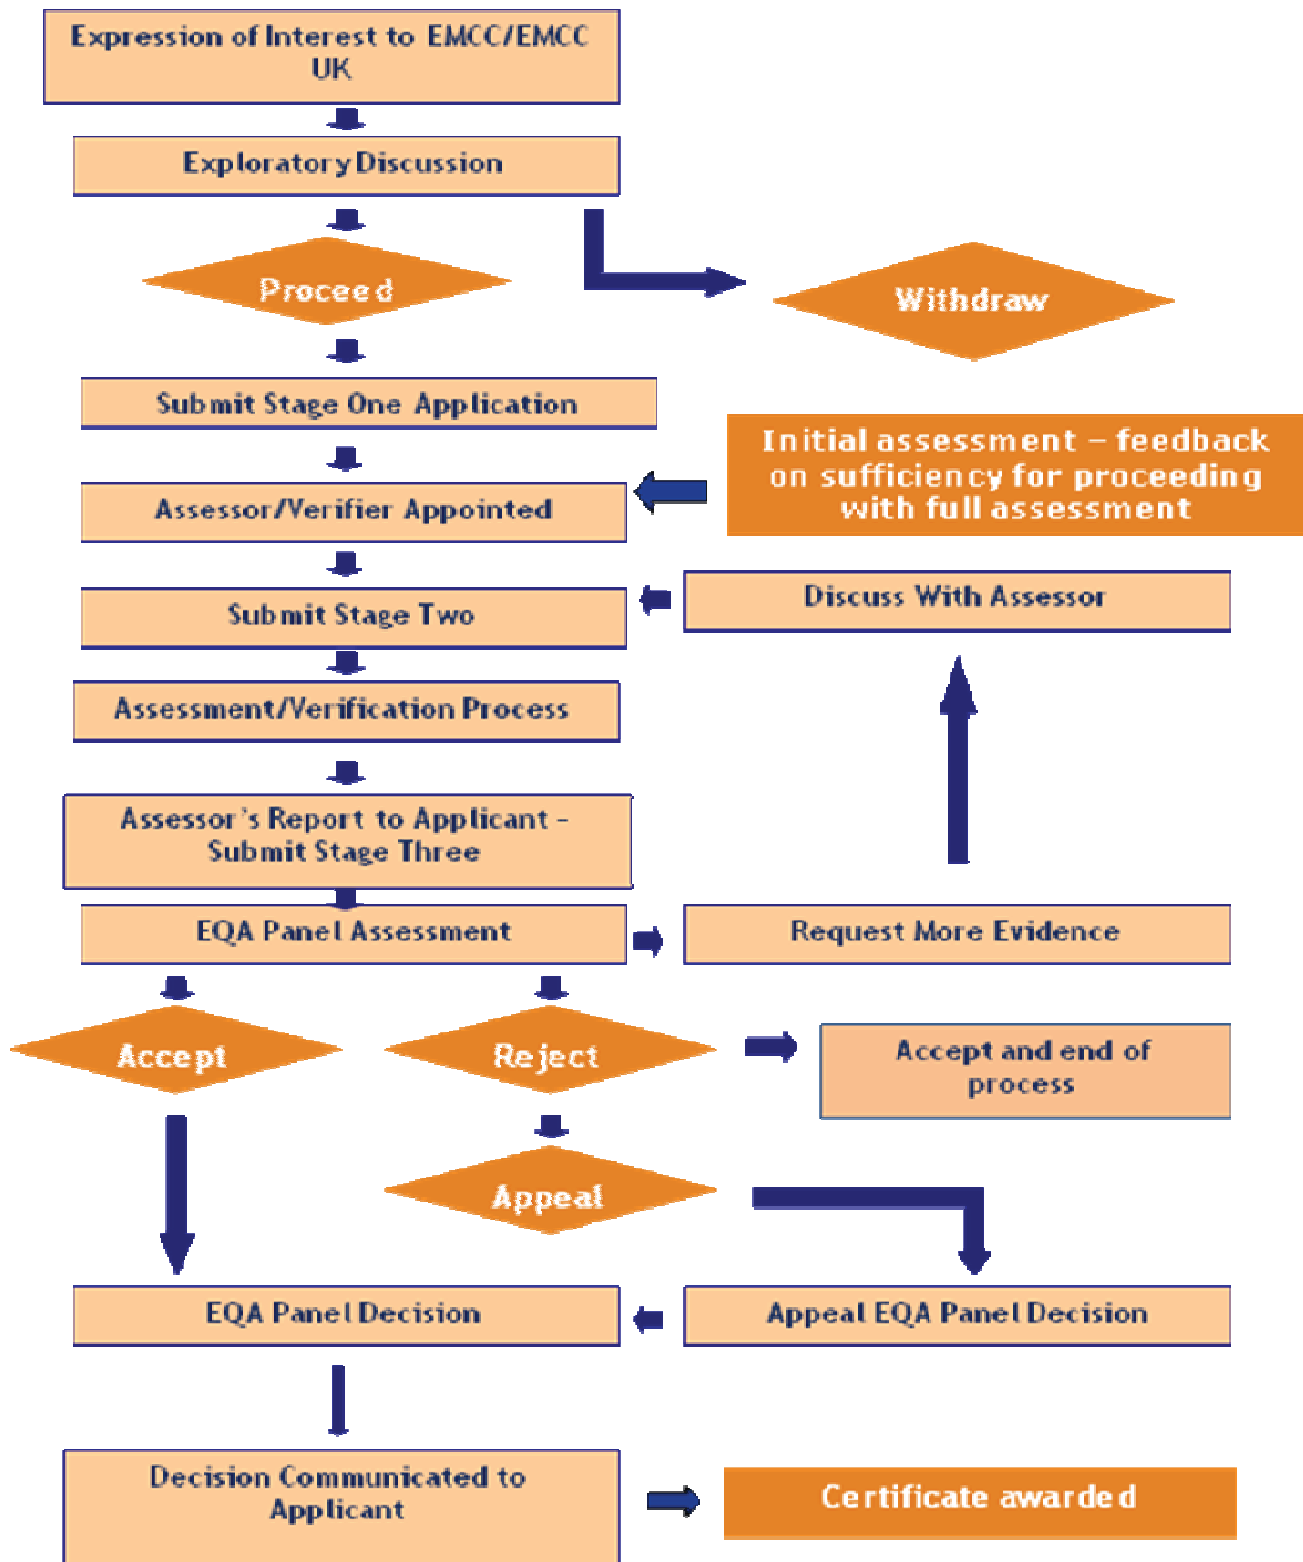 Expression of Interest to EMCC/EMCC
UK
Exploratory Discussion
Proceed
Withdraw
Submit Stage One Application
Initial assessment – feedback
on sufficiency for proceeding
with full assessment
Assessor/Verifier Appointed
Discuss With Assessor
Submit Stage Two
Assessment/Verification Process
Assessor's Report to Applicant –
Submit Stage Three
EQA Panel Assessment
Request More Evidence
Accept
Reject
Accept and end of
process
Appeal
EQA Panel Decision
Appeal EQA Panel Decision
Decision Communicated to
Applicant
Certificate awarded